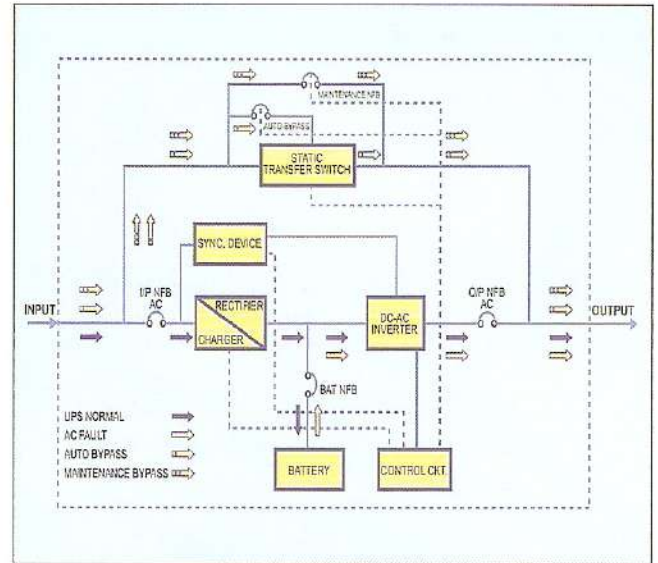 MAINTENANCE NFB
AUTO BYPASS
STATIC
TRANSFER SWITCH
SYNC. DEVICE
I/P NFB
AC
O/P NFB
AC
INPUT
RECTIFIER
CHARGER
DC-AC
INVERTER
OUTPUT
BAT NFB
UPS NORMAL
AC FAULT
AUTO BYPASS
MAINTENANCE BYPASS
BATTERY
CONTROL CKT.